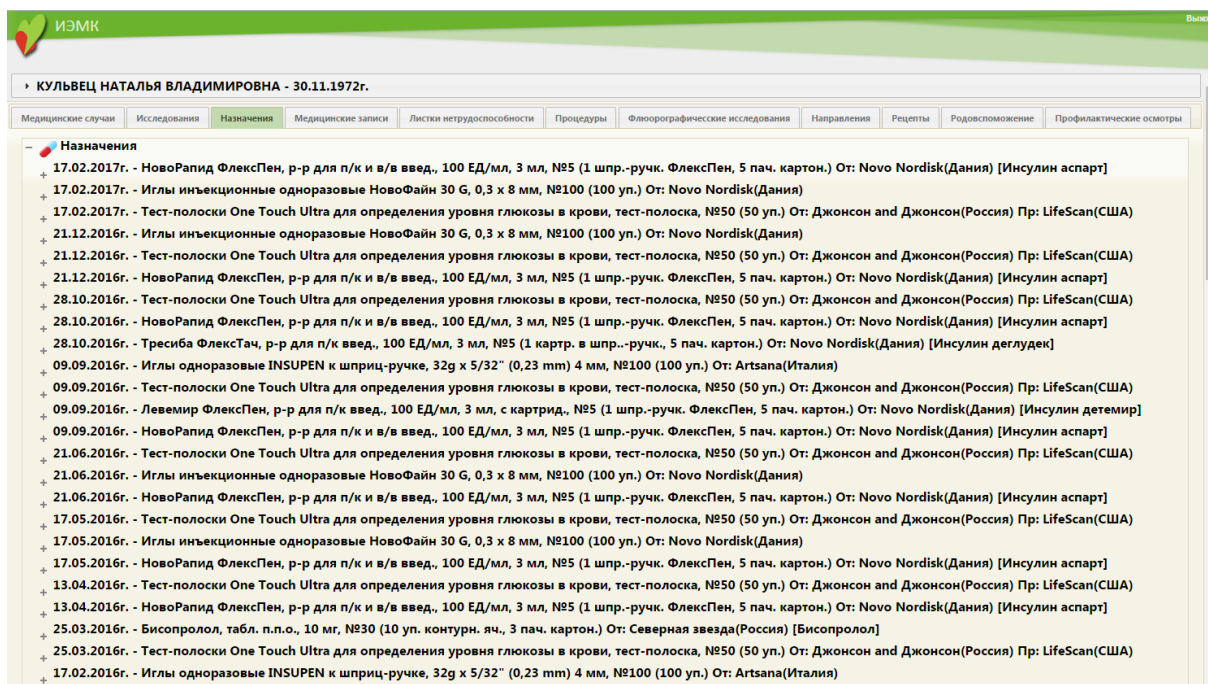 ИЭМК
КУЛЬВЕЦ НАТАЛЬЯ ВЛАДИМИРОВНА - 30.11.1972г.
Медицинские случаи Исследования Назначения Медицинские записи Листки нетрудоспособности Процедуры Флюорографичесские исследования Направления Рецепты Родовспоможение Профилактические осмотры
Назначения
17.02.2017г. - НовоРапид ФлексПен, р-р для п/к и в/в введ., 100 ЕД/мл, 3 мл, №5 (1 шпр.-ручк. ФлексПен, 5 пач. картон.) От: Novo Nordisk(Дания) [Инсулин аспарт]
17.02.2017г. - Иглы инъекционные одноразовые НовоФайн 30 G, 0,3 x 8 мм, №100 (100 уп.) От: Novo Nordisk(Дания)
17.02.2017г. - Тест-полоски One Touch Ultra для определения уровня глюкозы в крови, тест-полоска, №50 (50 уп.) От: Джонсон and Джонсон(Россия) Пр: LifeScan(США)
21.12.2016г. - Иглы инъекционные одноразовые НовоФайн 30 G, 0,3 x 8 мм, №100 (100 уп.) От: Novo Nordisk(Дания)
21.12.2016г. - Тест-полоски One Touch Ultra для определения уровня глюкозы в крови, тест-полоска, №50 (50 уп.) От: Джонсон and Джонсон(Россия) Пр: LifeScan(США)
21.12.2016г. - НовоРапид ФлексПен, р-р для п/к и в/в введ., 100 ЕД/мл, 3 мл, №5 (1 шпр.-ручк. ФлексПен, 5 пач. картон.) От: Novo Nordisk(Дания) [Инсулин аспарт]
28.10.2016г. - Тест-полоски One Touch Ultra для определения уровня глюкозы в крови, тест-полоска, №50 (50 уп.) От: Джонсон and Джонсон(Россия) Пр: LifeScan(США)
28.10.2016г. - НовоРапид ФлексПен, р-р для п/к и в/в введ., 100 ЕД/мл, 3 мл, №5 (1 шпр.-ручк. ФлексПен, 5 пач. картон.) От: Novo Nordisk(Дания) [Инсулин аспарт]
28.10.2016г. - Тресиба ФлексТач, р-р для п/к введ., 100 ЕД/мл, 3 мл, №5 (1 картр. в шпр..-ручк., 5 пач. картон.) От: Novo Nordisk(Дания) [Инсулин деглудек]
09.09.2016г. - Иглы одноразовые INSUPEN к шприц-ручке, 32g x 5/32" (0,23 mm) 4 мм, №100 (100 уп.) От: Artsana(Италия)
09.09.2016г. - Тест-полоски One Touch Ultra для определения уровня глюкозы в крови, тест-полоска, №50 (50 уп.) От: Джонсон and Джонсон(Россия) Пр: LifeScan(США)
09.09.2016г. - Левемир ФлексПен, р-р для п/к введ., 100 ЕД/мл, 3 мл, с картрид., №5 (1 шпр.-ручк. ФлексПен, 5 пач. картон.) От: Novo Nordisk(Дания) [Инсулин детемир]
09.09.2016г. - НовоРапид ФлексПен, р-р для п/к и в/в введ., 100 ЕД/мл, 3 мл, №5 (1 шпр.-ручк. ФлексПен, 5 пач. картон.) От: Novo Nordisk(Дания) [Инсулин аспарт]
21.06.2016г. - Тест-полоски One Touch Ultra для определения уровня глюкозы в крови, тест-полоска, №50 (50 уп.) От: Джонсон and Джонсон(Россия) Пр: LifeScan(США)
21.06.2016г. - Иглы инъекционные одноразовые НовоФайн 30 G, 0,3 x 8 мм, №100 (100 уп.) От: Novo Nordisk(Дания)
21.06.2016г. - НовоРапид ФлексПен, р-р для п/к и в/в введ., 100 ЕД/мл, 3 мл, №5 (1 шпр.-ручк. ФлексПен, 5 пач. картон.) От: Novo Nordisk(Дания) [Инсулин аспарт]
17.05.2016г. - Тест-полоски One Touch Ultra для определения уровня глюкозы в крови, тест-полоска, №50 (50 уп.) От: Джонсон and Джонсон(Россия) Пр: LifeScan(США)
17.05.2016г. - Иглы инъекционные одноразовые НовоФайн 30 G, 0,3 x 8 мм, №100 (100 уп.) От: Novo Nordisk(Дания)
17.05.2016г. - НовоРапид ФлексПен, р-р для п/к и в/в введ., 100 ЕД/мл, 3 мл, №5 (1 шпр.-ручк. ФлексПен, 5 пач. картон.) От: Novo Nordisk(Дания) [Инсулин аспарт]
13.04.2016г. - Тест-полоски One Touch Ultra для определения уровня глюкозы в крови, тест-полоска, №50 (50 уп.) От: Джонсон and Джонсон(Россия) Пр: LifeScan(США)
13.04.2016г. - НовоРапид ФлексПен, р-р для п/к и в/в введ., 100 ЕД/мл, 3 мл, №5 (1 шпр.-ручк. ФлексПен, 5 пач. картон.) От: Novo Nordisk(Дания) [Инсулин аспарт]
25.03.2016г. - Бисопролол, табл. п.п.о., 10 мг, №30 (10 уп. контурн. яч., 3 пач. картон.) От: Северная звезда(Россия) [Бисопролол]
25.03.2016г. - Тест-полоски One Touch Ultra для определения уровня глюкозы в крови, тест-полоска, №50 (50 уп.) От: Джонсон and Джонсон(Россия) Пр: LifeScan(США)
17.02.2016г. - Иглы одноразовые INSUPEN к шприц-ручке, 32g x 5/32" (0,23 mm) 4 мм, №100 (100 уп.) От: Artsana(Италия)